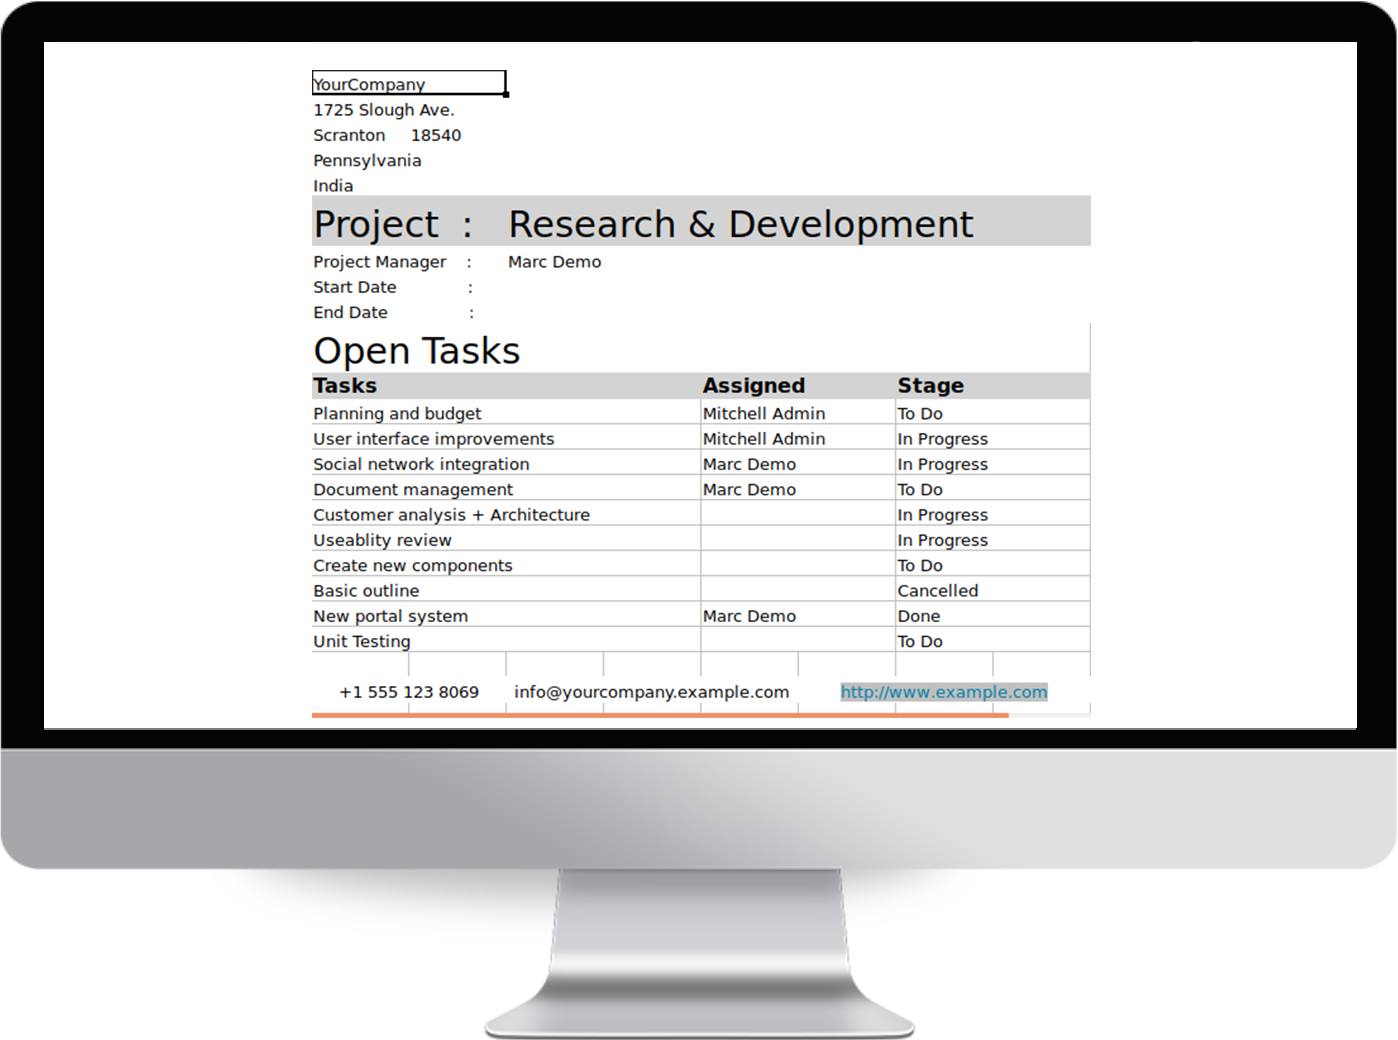 YourCompany
1725 Slough Ave.
Scranton 18540
Pennsylvania
India
Project : Research & Development
Project Manager : Marc Demo
Start Date :
End Date :
Open Tasks
Tasks Assigned Stage
Planning and budget Mitchell Admin To Do
User interface improvements Mitchell Admin In Progress
Social network integration Marc Demo In Progress
Document management Marc Demo To Do
Customer analysis + Architecture In Progress
Useablity review In Progress
Create new components To Do
Basic outline Cancelled
New portal system Marc Demo Done
Unit Testing To Do
+1 555 123 8069 info@yourcompany.example.com http://www.example.com